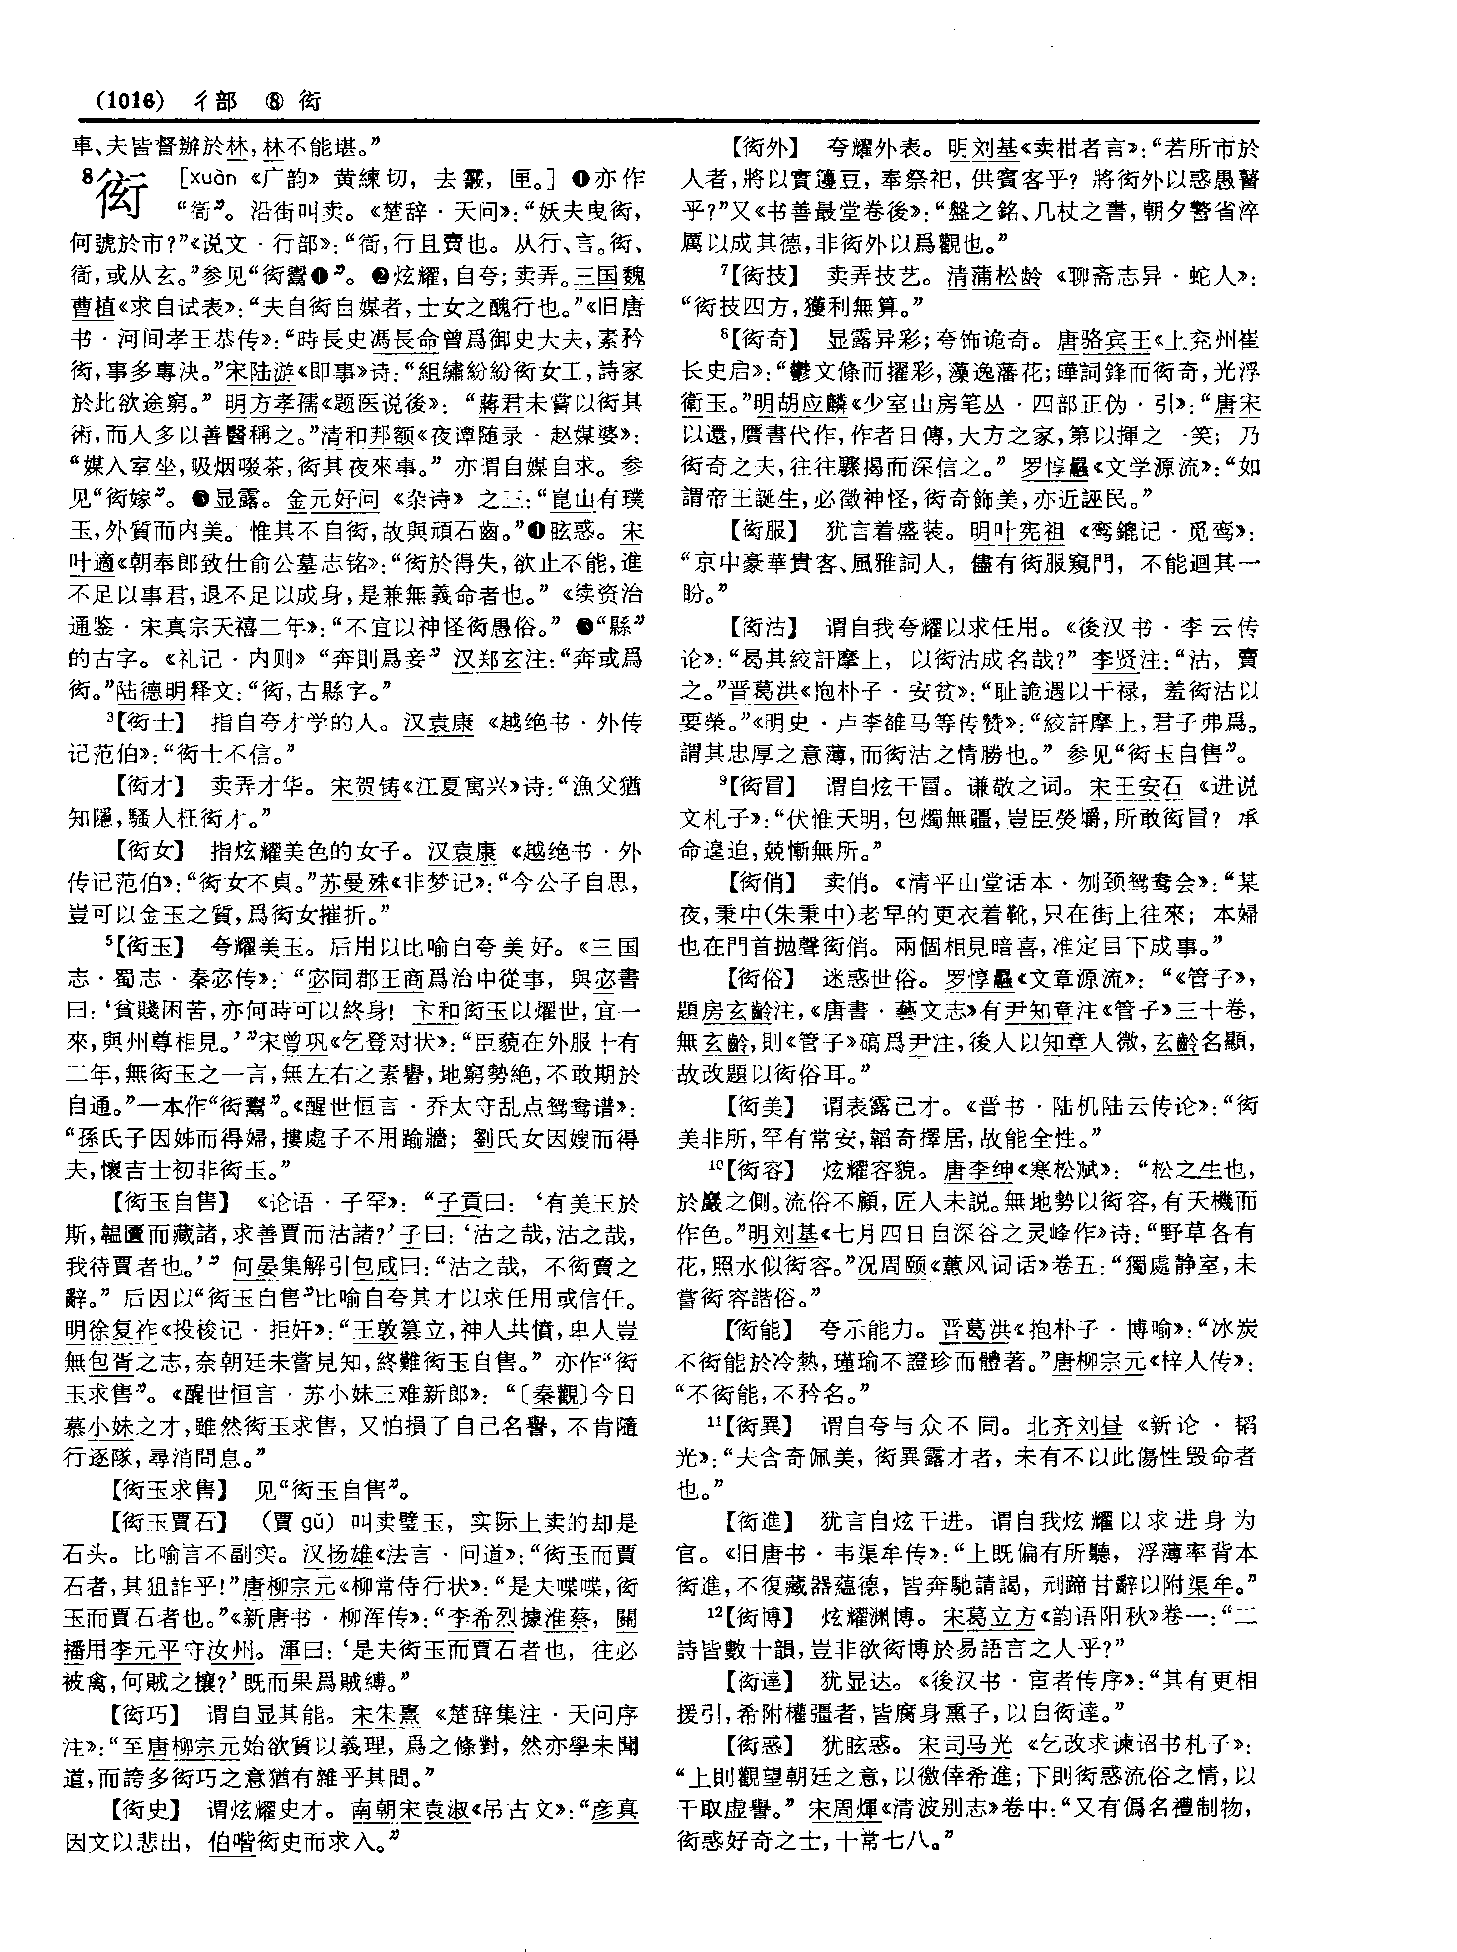 (1016) 彳部 ⑧ 衒
車、夫皆督辦於林，林不能堪。”
8衒 [xuàn《广韵》黄練切，去霰，匣。]❶亦作
“衙”。沿街叫卖。《楚辞·天问》：“妖夫曳衒，
何號於市？”《说文·行部》：“衙，行且賣也。从行、言。衒，
衙，或从玄。”参见“衒鬻❶”。❷炫耀，自夸；卖弄。三国魏
曹植《求自试表》：“夫自衒自媒者，士女之醜行也。”《旧唐
书·河间孝王恭传》：“時長史馮長命曾爲御史大夫，素矜
衒，事多專決。”宋陆游《即事》诗：“組繡紛紛衒女工，詩家
於此欲途窮。”明方孝孺《题医说後》：“蔣君未嘗以衒其
術，而人多以善醫稱之。”清和邦额《夜谭随录·赵媒婆》：
“媒入室坐，吸烟啜茶，衒其夜來事。”亦谓自媒自求。参
见“衒嫁”。❸显露。金元好问《杂诗》之三：“崑山有璞
玉，外質而内美。惟其不自衒，故與頑石齒。”❹眩惑。宋
叶適《朝奉郎致仕俞公墓志铭》：“衒於得失，欲止不能，進
不足以事君，退不足以成身，是兼無義命者也。”《续资治
通鉴·宋真宗天禧二年》：“不宜以神怪衒愚俗。”❺“縣”
的古字。《礼记·内则》“奔則爲妾”汉郑玄注：“奔或爲
衒。”陆德明释文：“衒，古縣字。”
3【衒士】 指自夸才学的人。汉袁康《越绝书·外传
记范伯》：“衒士不信。”
【衒才】 卖弄才华。宋贺铸《江夏寓兴》诗：“漁父猶
知隱，騷人枉衒才。”
【衒女】 指炫耀美色的女子。汉袁康《越绝书·外
传记范伯》：“衒女不貞。”苏曼殊《非梦记》：“今公子自思，
豈可以金玉之質，爲衒女摧折。”
5【衒玉】 夸耀美玉。后用以比喻自夸美好。《三国
志·蜀志·秦宓传》：“宓同郡王商爲治中從事，與宓書
曰：‘貧賤困苦，亦何時可以終身！卞和衒玉以燿世，宜一
來，與州尊相見。’”宋曾巩《乞登对状》：“臣藐在外服十有
二年，無衒玉之一言，無左右之素譽，地窮勢絶，不敢期於
自通。”一本作“衒鬻”。《醒世恒言·乔太守乱点鸳鸯谱》：
“孫氏子因姊而得婦，摟處子不用踰牆；劉氏女因嫂而得
夫，懷吉士初非衒玉。”
【衒玉自售】 《论语·子罕》：“子貢曰：‘有美玉於
斯，韞匵而藏諸，求善賈而沽諸？’子曰：‘沽之哉，沽之哉，
我待賈者也。’”何晏集解引包咸曰：“沽之哉，不衒賣之
辭。”后因以“衒玉自售”比喻自夸其才以求任用或信任。
明徐复祚《投梭记·拒奸》：“王敦篡立，神人共憤，卑人豈
無包胥之志，奈朝廷未嘗見知，終難衒玉自售。”亦作“衒
玉求售”。《醒世恒言·苏小妹三难新郎》：“〔秦觀〕今日
慕小妹之才，雖然衒玉求售，又怕損了自己名譽，不肯隨
行逐隊，尋消問息。”
【衒玉求售】 见“衒玉自售”。
【衒玉賈石】 （賈gǔ）叫卖璧玉，实际上卖的却是
石头。比喻言不副实。汉扬雄《法言·问道》：“衒玉而賈
石者，其狙詐乎！”唐柳宗元《柳常侍行状》：“是夫喋喋，衒
玉而賈石者也。”《新唐书·柳浑传》：“李希烈據淮蔡，關
播用李元平守汝州。渾曰：‘是夫衒玉而賈石者也，往必
被禽，何賊之攘？’既而果爲賊縛。”
【衒巧】 谓自显其能。宋朱熹《楚辞集注·天问序
注》：“至唐柳宗元始欲質以義理，爲之條對，然亦學未聞
道，而誇多衒巧之意猶有雜乎其間。”
【衒史】 谓炫耀史才。南朝宋袁淑《吊古文》：“彦真
因文以悲出，伯喈衒史而求入。”
【衒外】 夸耀外表。明刘基《卖柑者言》：“若所市於
人者，將以實籩豆，奉祭祀，供賓客乎？將衒外以惑愚瞽
乎？”又《书善最堂卷後》：“盤之銘、几杖之書，朝夕警省淬
厲以成其德，非衒外以爲觀也。”
7【衒技】 卖弄技艺。清蒲松龄《聊斋志异·蛇人》：
“衒技四方，獲利無算。”
8【衒奇】 显露异彩；夸饰诡奇。唐骆宾王《上兖州崔
长史启》：“鬱文條而擢彩，藻逸藩花；曄詞鋒而衒奇，光浮
衛玉。”明胡应麟《少室山房笔丛·四部正伪·引》：“唐宋
以還，贋書代作，作者日傳，大方之家，第以揮之一笑；乃
衒奇之夫，往往驟揭而深信之。”罗惇曧《文学源流》：“如
謂帝王誕生，必徵神怪，衒奇飾美，亦近誣民。”
【衒服】 犹言着盛装。明叶宪祖《鸾鎞记·觅鸾》：
“京中豪華貴客、風雅詞人，儘有衒服窺門，不能迴其一
盼。”
【衒沽】 谓自我夸耀以求任用。《後汉书·李云传
论》：“曷其絞訐摩上，以衒沽成名哉？”李贤注：“沽，賣
之。”晋葛洪《抱朴子·安贫》：“耻詭遇以干禄，羞衒沽以
要榮。”《明史·卢李雒马等传赞》：“絞訐摩上，君子弗爲。
謂其忠厚之意薄，而衒沽之情勝也。”参见“衒玉自售”。
9【衒冒】 谓自炫干冒。谦敬之词。宋王安石《进说
文札子》：“伏惟天明，包燭無疆，豈臣熒爝，所敢衒冒？承
命遑迫，兢慚無所。”
【衒俏】 卖俏。《清平山堂话本·刎颈鸳鸯会》：“某
夜，秉中(朱秉中)老早的更衣着靴，只在街上往來；本婦
也在門首抛聲衒俏。兩個相見暗喜，准定目下成事。”
【衒俗】 迷惑世俗。罗惇曧《文章源流》：“《管子》，
題房玄齡注，《唐書·藝文志》有尹知章注《管子》三十卷，
無玄齡，則《管子》碻爲尹注，後人以知章人微，玄齡名顯，
故改題以衒俗耳。”
【衒美】 谓表露己才。《晋书·陆机陆云传论》：“衒
美非所，罕有常安，韜奇擇居，故能全性。”
10【衒容】 炫耀容貌。唐李绅《寒松赋》：“松之生也，
於巖之側。流俗不顧，匠人未説。無地勢以衒容，有天機而
作色。”明刘基《七月四日自深谷之灵峰作》诗：“野草各有
花，照水似衒容。”况周颐《蕙风词话》卷五：“獨處静室，未
嘗衒容諧俗。”
【衒能】 夸示能力。晋葛洪《抱朴子·博喻》：“冰炭
不衒能於冷熱，瑾瑜不證珍而體著。”唐柳宗元《梓人传》：
“不衒能，不矜名。”
11【衒異】 谓自夸与众不同。北齐刘昼《新论·韬
光》：“夫含奇佩美，衒異露才者，未有不以此傷性毁命者
也。”
【衒進】 犹言自炫干进。谓自我炫耀以求进身为
官。《旧唐书·韦渠牟传》：“上既偏有所聽，浮薄率背本
衒進，不復藏器蘊德，皆奔馳請謁，刓蹄甘辭以附渠牟。”
12【衒博】 炫耀渊博。宋葛立方《韵语阳秋》卷一：“二
詩皆數十韻，豈非欲衒博於易語言之人乎？”
【衒達】 犹显达。《後汉书·宦者传序》：“其有更相
援引，希附權彊者，皆腐身熏子，以自衒達。”
【衒惑】 犹眩惑。宋司马光《乞改求谏诏书札子》：
“上則觀望朝廷之意，以徼倖希進；下則衒惑流俗之情，以
干取虚譽。”宋周煇《清波别志》卷中：“又有僞名禮制物，
衒惑好奇之士，十常七八。”